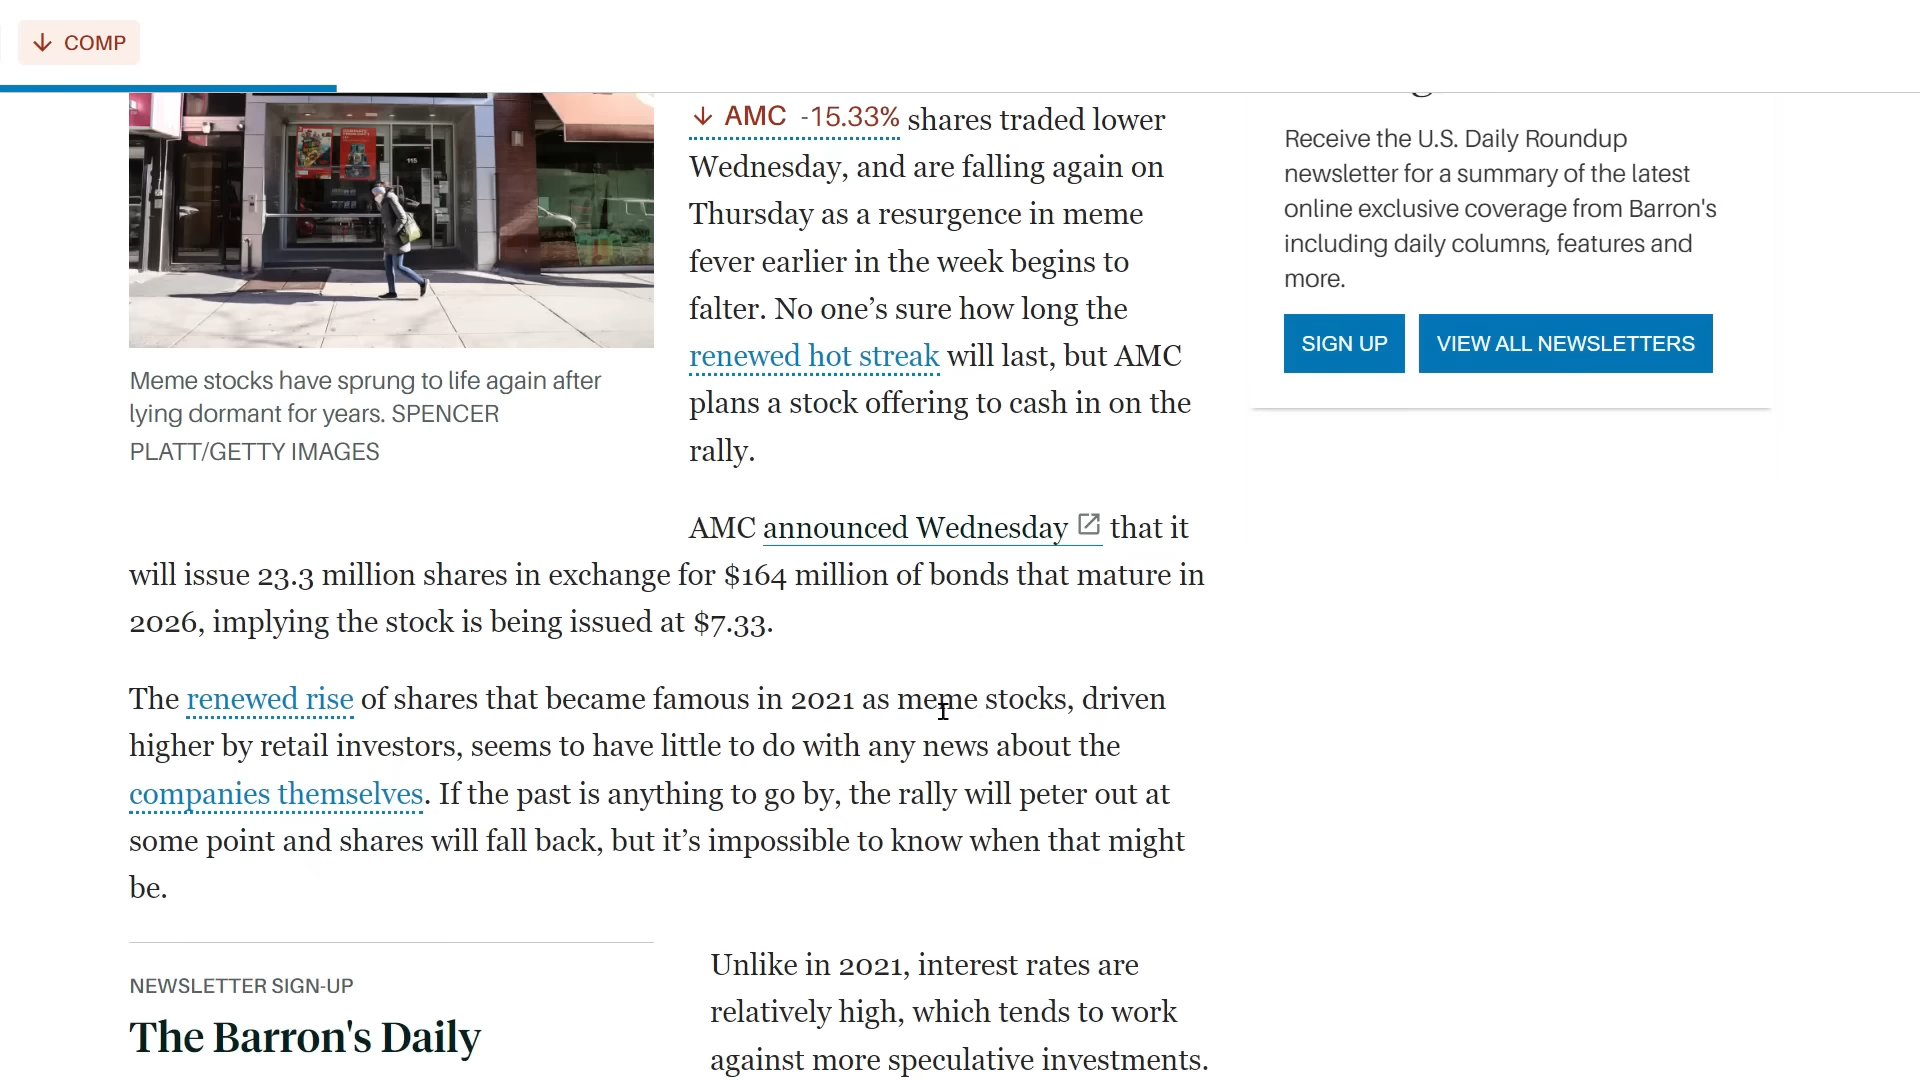 COMP
AMC -15.33% shares traded lower
Wednesday, and are falling again on
Thursday as a resurgence in meme
fever earlier in the week begins to
falter. No one’s sure how long the
renewed hot streak will last, but AMC
plans a stock offering to cash in on the
rally.
Meme stocks have sprung to life again after
lying dormant for years. SPENCER
PLATT/GETTY IMAGES
AMC announced Wednesday that it
will issue 23.3 million shares in exchange for $164 million of bonds that mature in
2026, implying the stock is being issued at $7.33.
The renewed rise of shares that became famous in 2021 as meme stocks, driven
higher by retail investors, seems to have little to do with any news about the
companies themselves. If the past is anything to go by, the rally will peter out at
some point and shares will fall back, but it’s impossible to know when that might
be.
NEWSLETTER SIGN-UP
The Barron's Daily
Unlike in 2021, interest rates are
relatively high, which tends to work
against more speculative investments.
Receive the U.S. Daily Roundup
newsletter for a summary of the latest
online exclusive coverage from Barron's
including daily columns, features and
more.
SIGN UP
VIEW ALL NEWSLETTERS
115